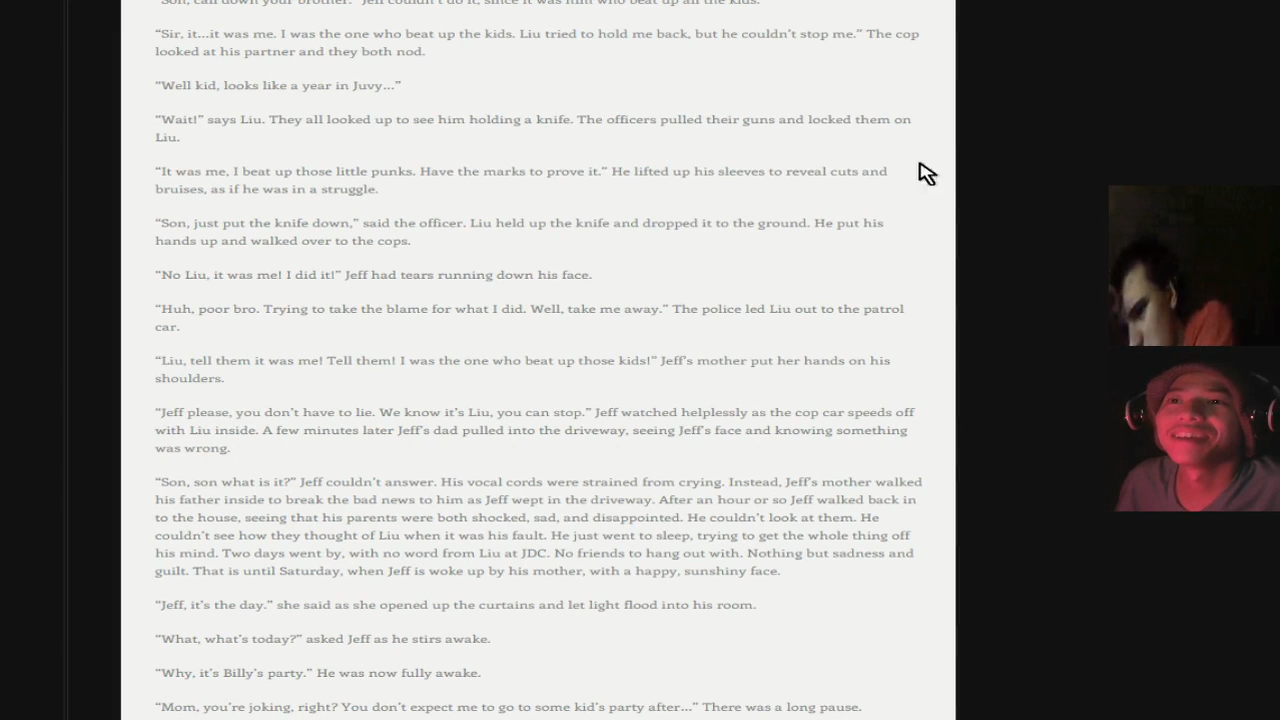 "Son, call down your brother." Jeff couldn't do it, since it was him who beat up all the kids.
"Sir, it...it was me. I was the one who beat up the kids. Liu tried to hold me back, but he couldn't stop me." The cop
looked at his partner and they both nod.
"Well kid, looks like a year in Juvy..."
"Wait!" says Liu. They all looked up to see him holding a knife. The officers pulled their guns and locked them on
Liu.
"It was me, I beat up those little punks. Have the marks to prove it." He lifted up his sleeves to reveal cuts and
bruises, as if he was in a struggle.
"Son, just put the knife down," said the officer. Liu held up the knife and dropped it to the ground. He put his
hands up and walked over to the cops.
"No Liu, it was me! I did it!" Jeff had tears running down his face.
"Huh, poor bro. Trying to take the blame for what I did. Well, take me away." The police led Liu out to the patrol
car.
"Liu, tell them it was me! Tell them! I was the one who beat up those kids!" Jeff's mother put her hands on his
shoulders.
"Jeff please, you don't have to lie. We know it's Liu, you can stop." Jeff watched helplessly as the cop car speeds off
with Liu inside. A few minutes later Jeff's dad pulled into the driveway, seeing Jeff's face and knowing something
was wrong.
"Son, son what is it?" Jeff couldn't answer. His vocal cords were strained from crying. Instead, Jeff's mother walked
his father inside to break the bad news to him as Jeff wept in the driveway. After an hour or so Jeff walked back in
to the house, seeing that his parents were both shocked, sad, and disappointed. He couldn't look at them. He
couldn't see how they thought of Liu when it was his fault. He just went to sleep, trying to get the whole thing off
his mind. Two days went by, with no word from Liu at JDC. No friends to hang out with. Nothing but sadness and
guilt. That is until Saturday, when Jeff is woke up by his mother, with a happy, sunshiny face.
"Jeff, it's the day." she said as she opened up the curtains and let light flood into his room.
"What, what's today?" asked Jeff as he stirs awake.
"Why, it's Billy's party." He was now fully awake.
"Mom, you're joking, right? You don't expect me to go to some kid's party after..." There was a long pause.